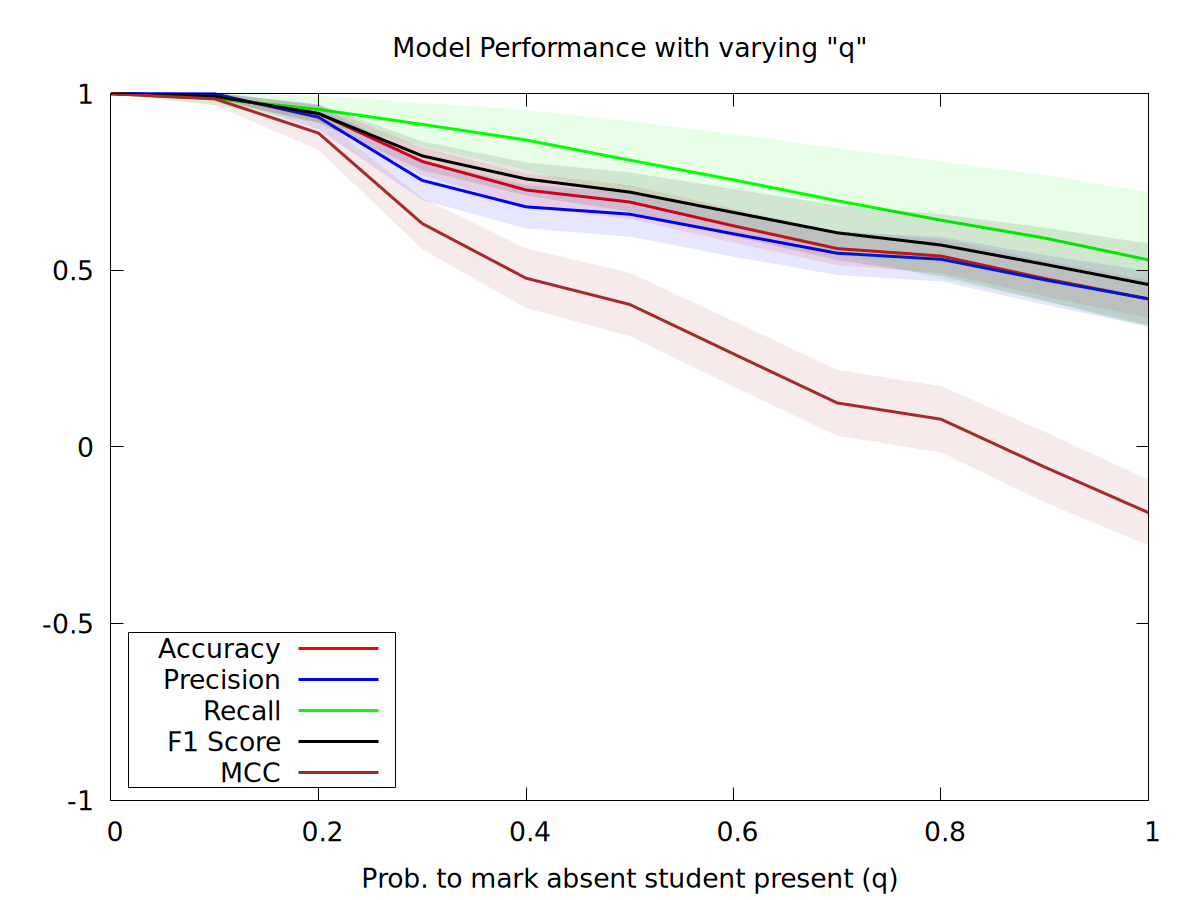 Model Performance with varying "q"
1
0.5
0
-0.5
-1
Accuracy
Precision
Recall
F1 Score
MCC
0 0.2 0.4 0.6 0.8 1
Prob. to mark absent student present (q)